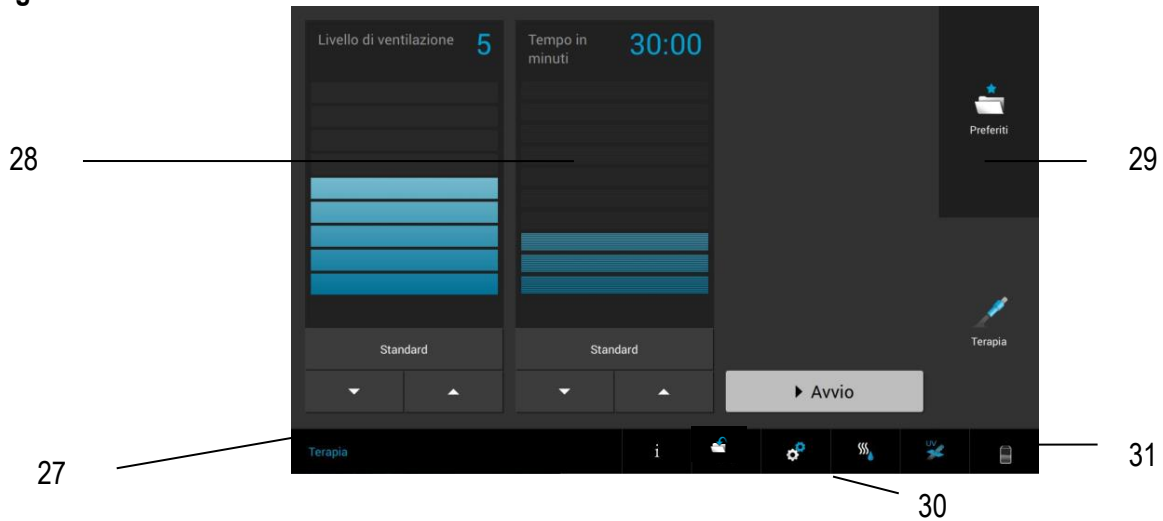 Livello di ventilazione 5
Tempo in minuti 30:00
Preferiti
28
29
Terapia
Standard
Standard
Avvio
Terapia
i
UV
27
31
30